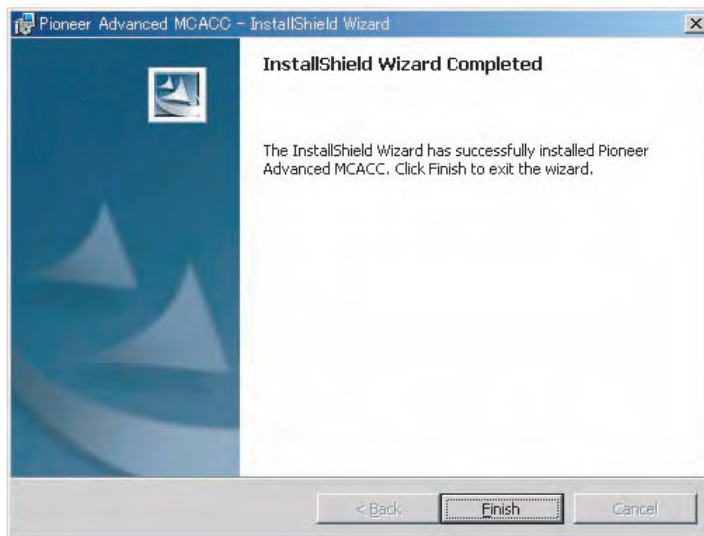 Pioneer Advanced MCACC - InstallShield Wizard
InstallShield Wizard Completed
The InstallShield Wizard has successfully installed Pioneer
Advanced MCACC. Click Finish to exit the wizard.
< Back
Finish
Cancel